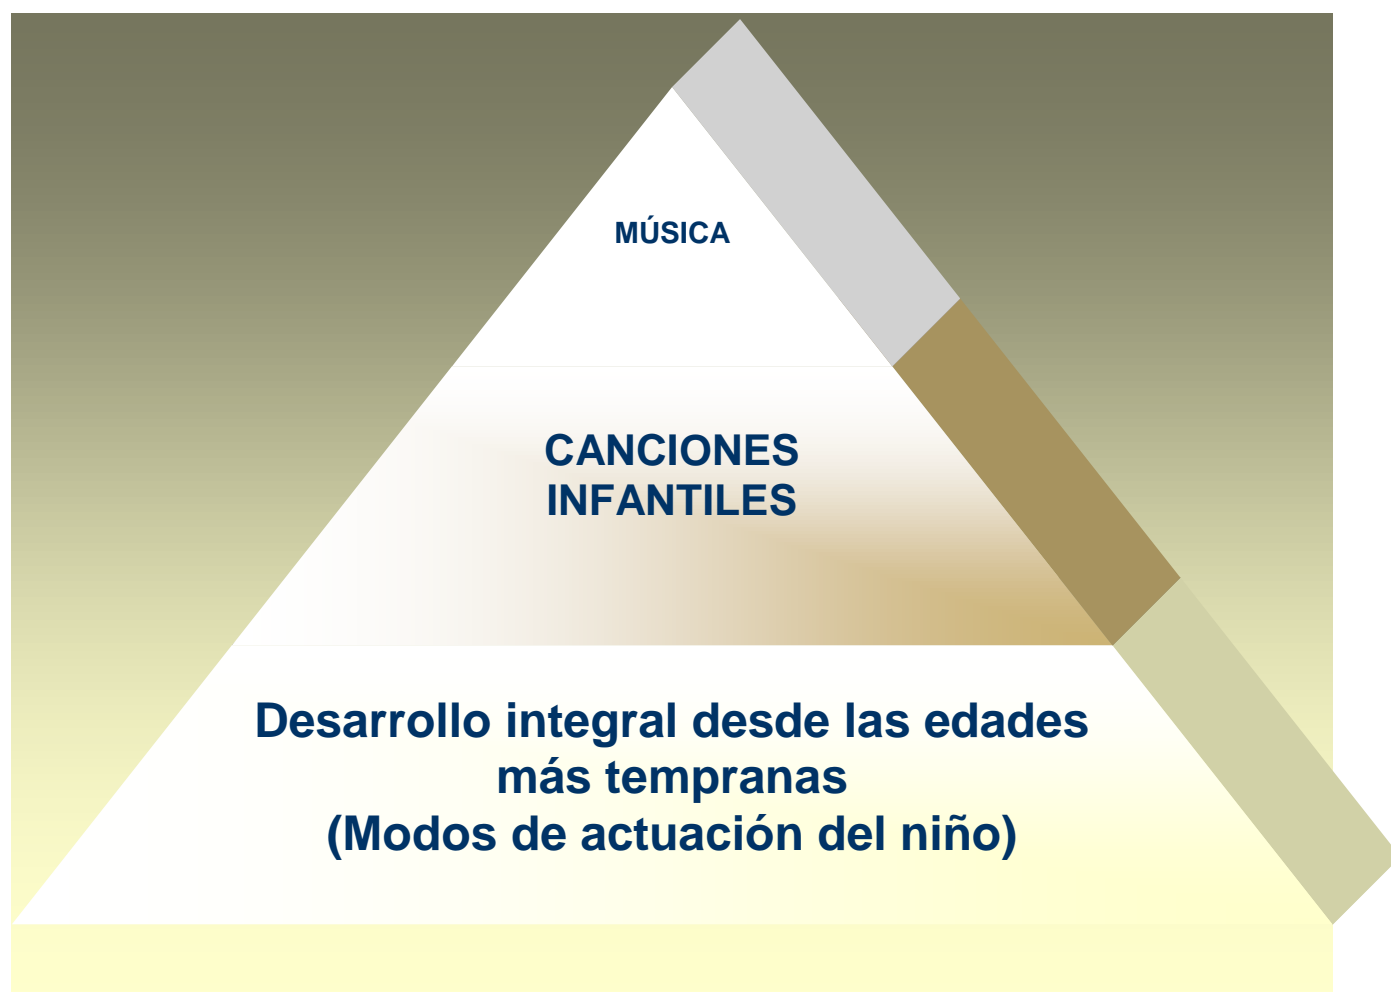 MÚSICA
CANCIONES
INFANTILES
Desarrollo integral desde las edades
más tempranas
(Modos de actuación del niño)